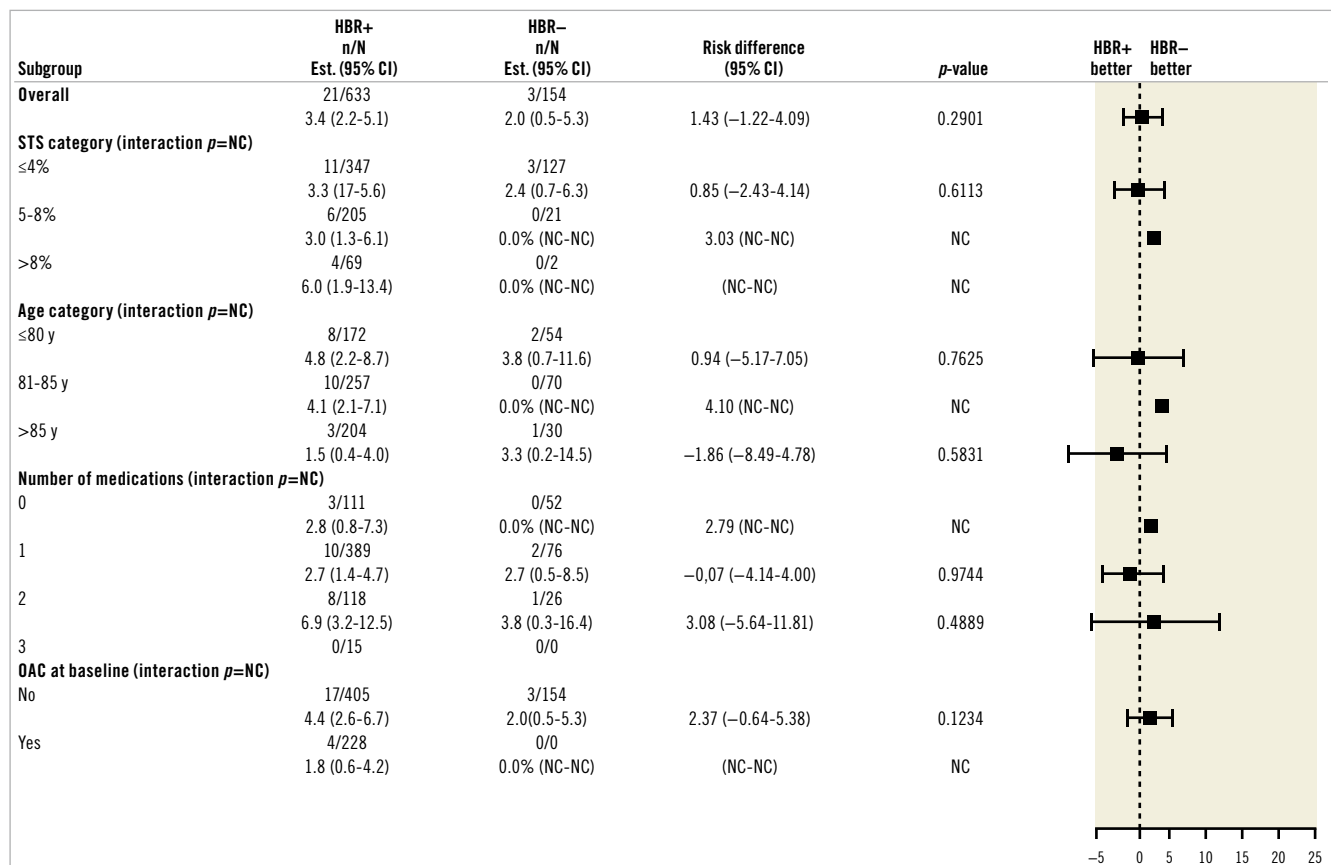 HBR+ HBR–
n/N n/N Risk difference HBR+ HBR–
Subgroup Est. (95% CI) Est. (95% CI) (95% CI) p-value better better
Overall 21/633 3/154
3.4 (2.2-5.1) 2.0 (0.5-5.3) 1.43 (–1.22-4.09) 0.2901
STS category (interaction p=NC)
≤4% 11/347 3/127
3.3 (17-5.6) 2.4 (0.7-6.3) 0.85 (–2.43-4.14) 0.6113
5-8% 6/205 0/21
3.0 (1.3-6.1) 0.0% (NC-NC) 3.03 (NC-NC) NC
>8% 4/69 0/2
6.0 (1.9-13.4) 0.0% (NC-NC) (NC-NC) NC
Age category (interaction p=NC)
≤80 y 8/172 2/54
4.8 (2.2-8.7) 3.8 (0.7-11.6) 0.94 (–5.17-7.05) 0.7625
81-85 y 10/257 0/70
4.1 (2.1-7.1) 0.0% (NC-NC) 4.10 (NC-NC) NC
>85 y 3/204 1/30
1.5 (0.4-4.0) 3.3 (0.2-14.5) –1.86 (–8.49-4.78) 0.5831
Number of medications (interaction p=NC)
0 3/111 0/52
2.8 (0.8-7.3) 0.0% (NC-NC) 2.79 (NC-NC) NC
1 10/389 2/76
2.7 (1.4-4.7) 2.7 (0.5-8.5) –0,07 (–4.14-4.00) 0.9744
2 8/118 1/26
6.9 (3.2-12.5) 3.8 (0.3-16.4) 3.08 (–5.64-11.81) 0.4889
3 0/15 0/0
OAC at baseline (interaction p=NC)
No 17/405 3/154
4.4 (2.6-6.7) 2.0(0.5-5.3) 2.37 (–0.64-5.38) 0.1234
Yes 4/228 0/0
1.8 (0.6-4.2) 0.0% (NC-NC) (NC-NC) NC
–5 0 5 10 15 20 25